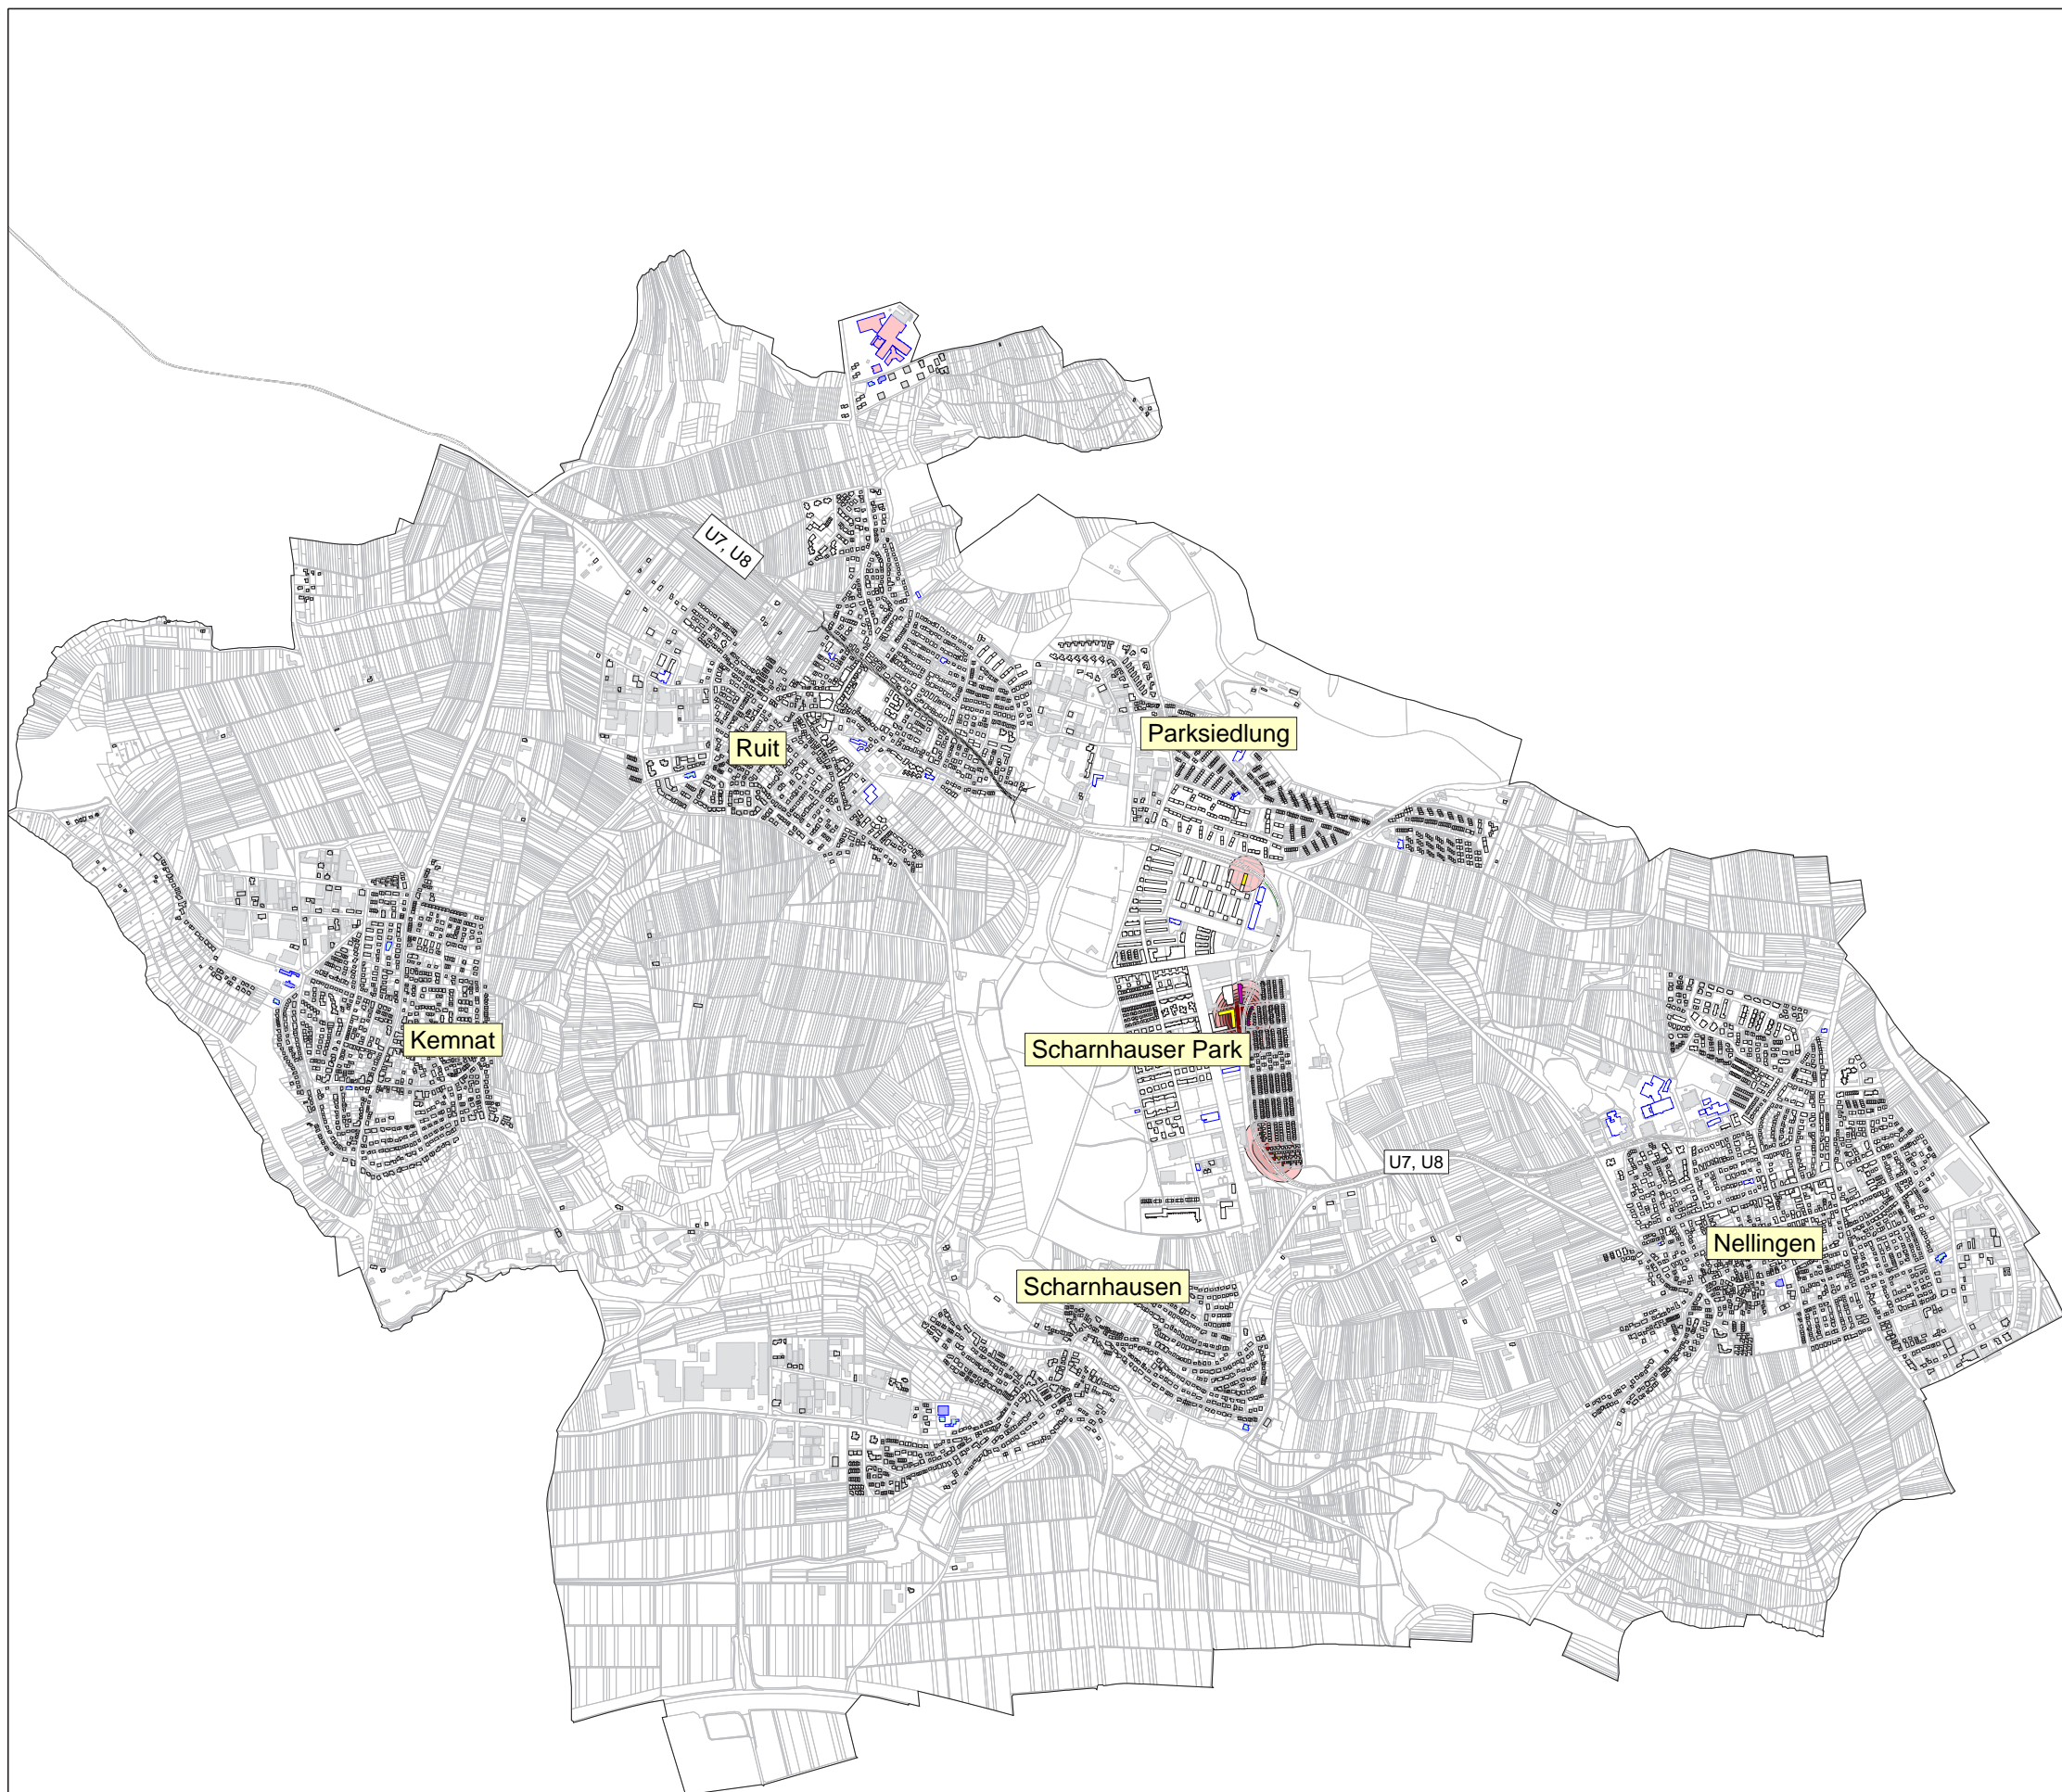 U7, U8
Parksiedlung
Ruit
Kemnat
Scharnhauser Park
U7, U8
Nellingen
Scharnhausen